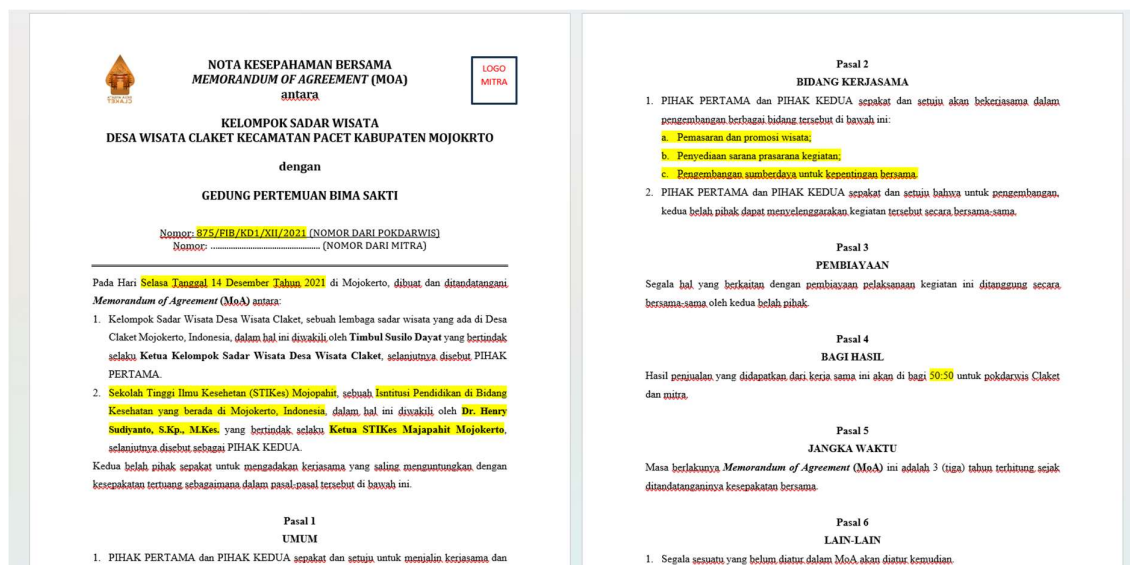 NOTA KESEPAHAMAN BERSAMA
MEMORANDUM OF AGREEMENT (MOA)
antara
LOGO
MITRA
KELOMPOK SADAR WISATA
DESA WISATA CLAKET KECAMATAN PACET KABUPATEN MOJOKRTO
dengan
GEDUNG PERTEMUAN BIMA SAKTI
Nomor: 875/FIB/KD1/XII/2021 (NOMOR DARI POKDARWIS)
Nomor: .................................................. (NOMOR DARI MITRA)
Pada Hari Selasa Tanggal 14 Desember Tahun 2021 di Mojokerto, dibuat dan ditandatangani
Memorandum of Agreement (MoA) antara:
1. Kelompok Sadar Wisata Desa Wisata Claket, sebuah lembaga sadar wisata yang ada di Desa
Claket Mojokerto, Indonesia, dalam hal ini diwakili oleh Timbul Susilo Dayat yang bertindak
selaku Ketua Kelompok Sadar Wisata Desa Wisata Claket, selanjutnya disebut PIHAK
PERTAMA.
2. Sekolah Tinggi Ilmu Kesehetan (STIKes) Mojopahit, sebuah Isntitusi Pendidikan di Bidang
Kesehatan yang berada di Mojokerto, Indonesia, dalam hal ini diwakili oleh Dr. Henry
Sudiyanto, S.Kp., M.Kes. yang bertindak selaku Ketua STIKes Majapahit Mojokerto,
selanjutnya disebut sebagai PIHAK KEDUA.
Kedua belah pihak sepakat untuk mengadakan kerjasama yang saling menguntungkan dengan
kesepakatan tertuang sebagaimana dalam pasal-pasal tersebut di bawah ini.
Pasal 1
UMUM
1. PIHAK PERTAMA dan PIHAK KEDUA sepakat dan setuju untuk menjalin kerjasama dan
Pasal 2
BIDANG KERJASAMA
1. PIHAK PERTAMA dan PIHAK KEDUA sepakat dan setuju akan bekerjasama dalam
pengembangan berbagai bidang tersebut di bawah ini:
a. Pemasaran dan promosi wisata;
b. Penyediaan sarana prasarana kegiatan;
c. Pengembangan sumberdaya untuk kepentingan bersama.
2. PIHAK PERTAMA dan PIHAK KEDUA sepakat dan setuju bahwa untuk pengembangan,
kedua belah pihak dapat menyelenggarakan kegiatan tersebut secara bersama-sama.
Pasal 3
PEMBIAYAAN
Segala hal yang berkaitan dengan pembiayaan pelaksanaan kegiatan ini ditanggung secara
bersama-sama oleh kedua belah pihak.
Pasal 4
BAGI HASIL
Hasil penjualan yang didapatkan dari kerja sama ini akan di bagi 50:50 untuk pokdarwis Claket
dan mitra.
Pasal 5
JANGKA WAKTU
Masa berlakunya Memorandum of Agreement (MoA) ini adalah 3 (tiga) tahun terhitung sejak
ditandatanganinya kesepakatan bersama.
Pasal 6
LAIN-LAIN
1. Segala sesuatu yang belum diatur dalam MoA akan diatur kemudian.